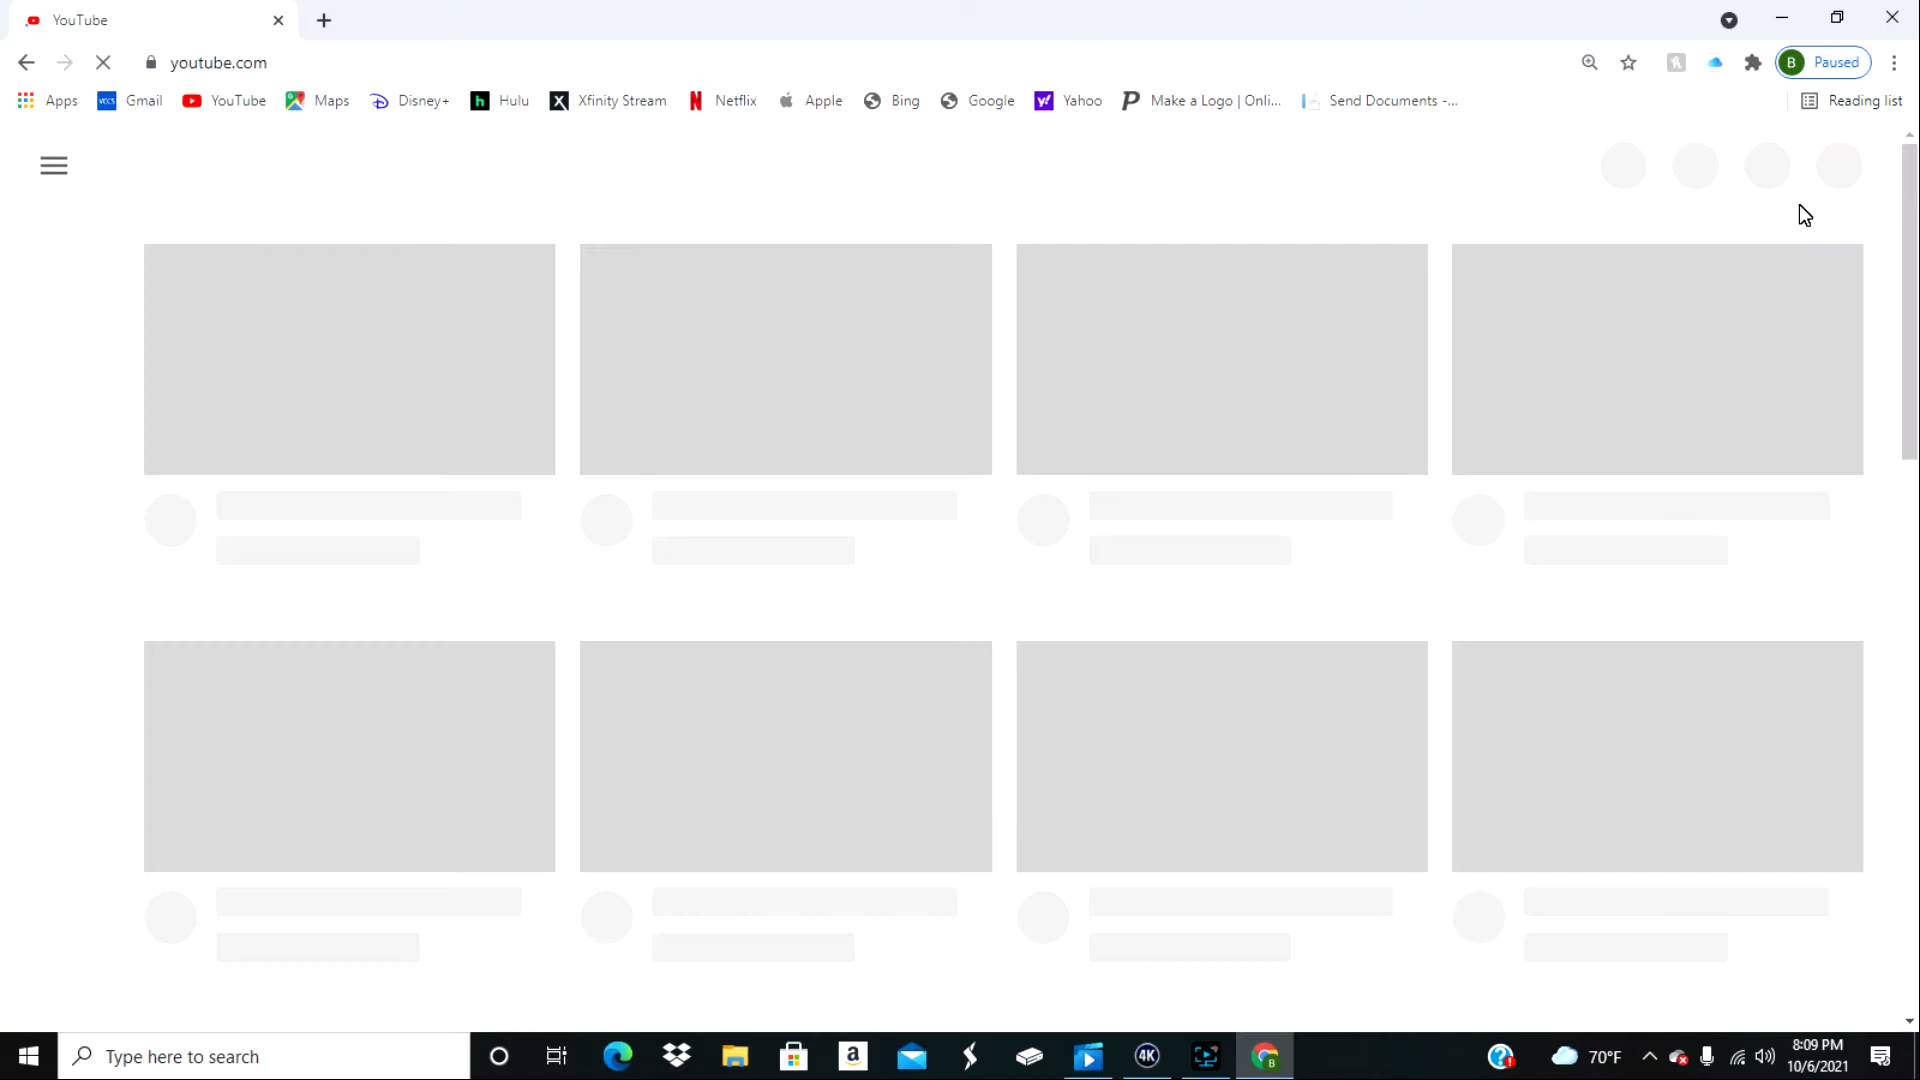 YouTube
youtube.com
B Paused
Apps Gmail YouTube Maps Disney+ Hulu Xfinity Stream Netflix Apple Bing Google Yahoo Make a Logo | Onli... Send Documents -... Reading list
Type here to search
70°F
8:09 PM
10/6/2021